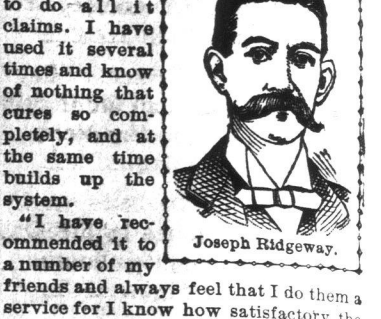 to do all it
claims. I have
used it several
times and know
of nothing that
cures so com-
pletely, and at
the same time
builds up the
system.
"I have rec-
ommended it to
a number of my
friends and always feel that I do them a
service for I know how satisfactory the
Joseph Ridgeway.